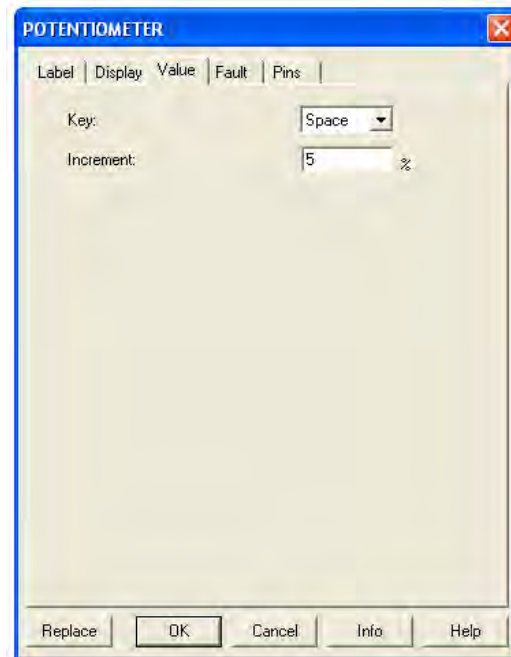 POTENTIOMETER
Label Display Value Fault Pins
Key: Space
Increment: 5 %
Replace OK Cancel Info Help